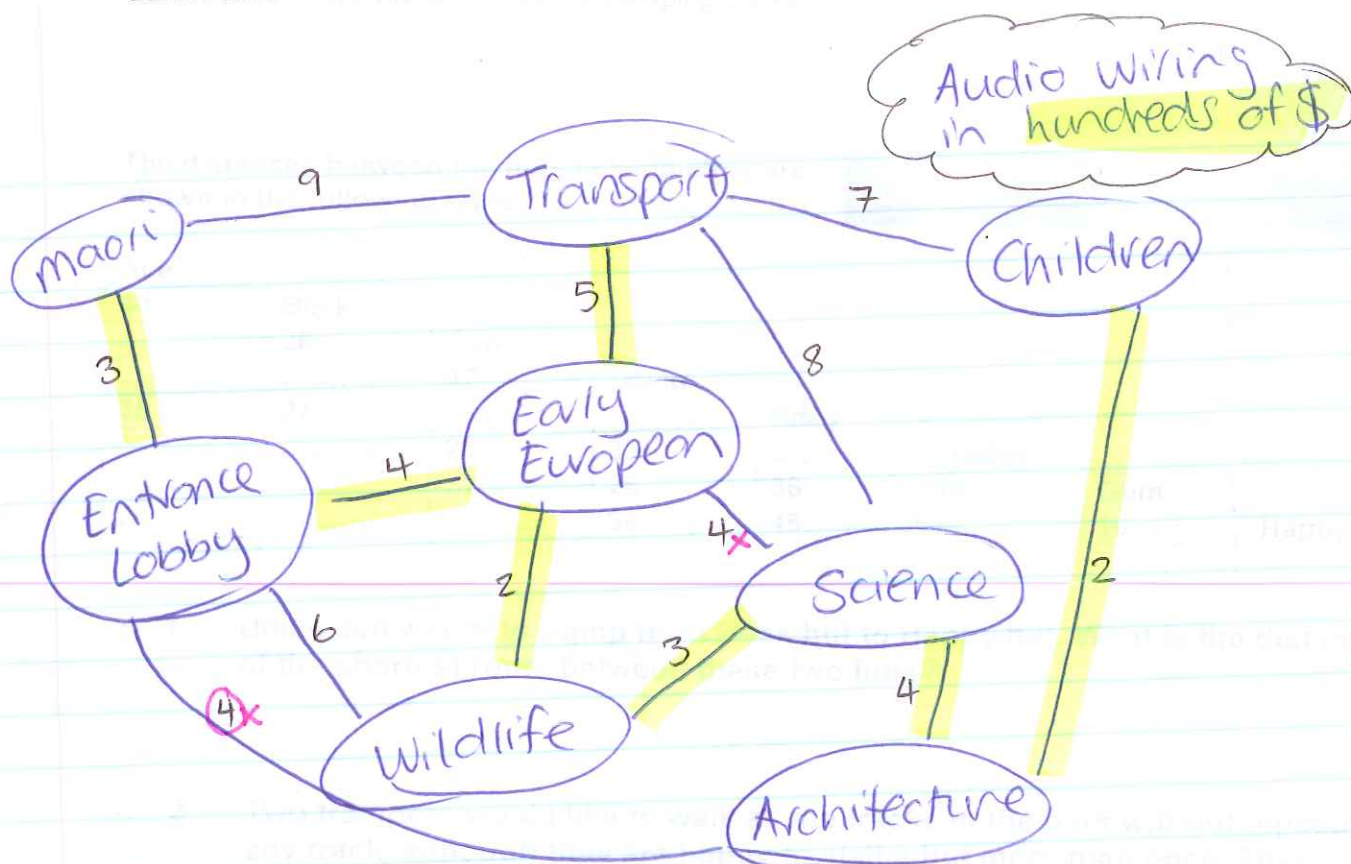 Audio wiring
in hundreds of $
9
Transport
7
maori
Children
5
3
8
Early
European
4
Entrance
Lobby
4x
2
2
Science
6
3
4
4x
Wildlife
Architecture